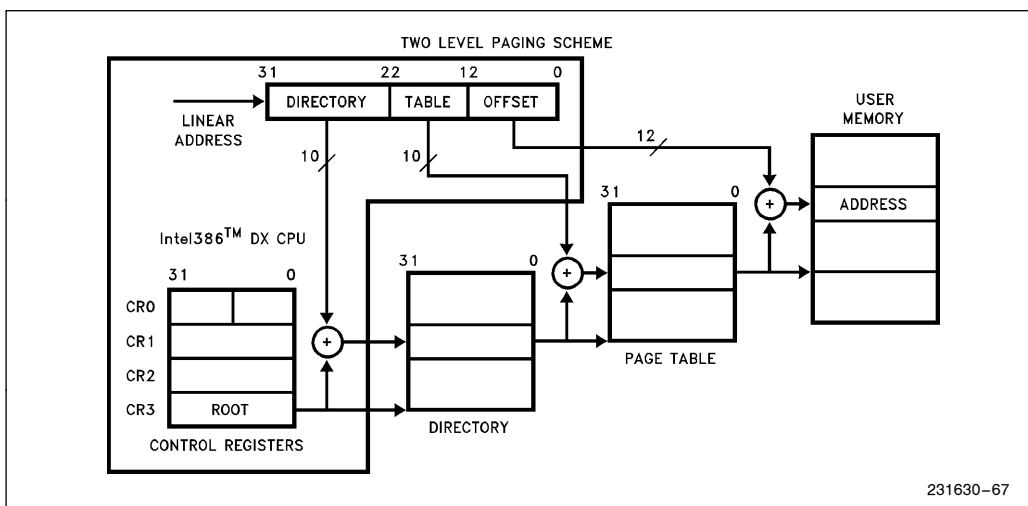 TWO LEVEL PAGING SCHEME
31 22 12 0
DIRECTORY TABLE OFFSET
LINEAR
ADDRESS
10 10 12
USER
MEMORY
ADDRESS
31 0
PAGE TABLE
Intel386™ DX CPU
31 0
CR0
CR1
CR2
CR3 ROOT
CONTROL REGISTERS
31 0
DIRECTORY
+
+
+
231630-67